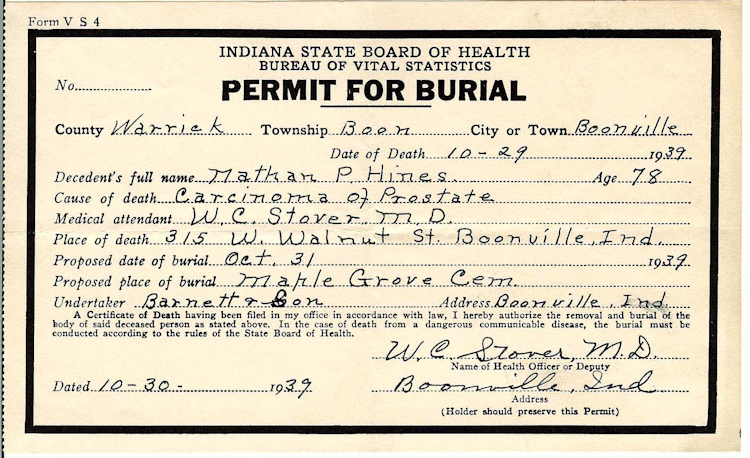 Form V S 4
INDIANA STATE BOARD OF HEALTH
BUREAU OF VITAL STATISTICS
No.
PERMIT FOR BURIAL
County Warrick Township Boon City or Town Boonville
Date of Death 10-29 1939
Decedent's full name Nathan P. Hines. Age 78
Cause of death Carcinoma of Prostate
Medical attendant W. C. Stover. M. D.
Place of death 315 W. Walnut St. Boonville, Ind.
Proposed date of burial Oct. 31 1939
Proposed place of burial Maple Grove Cem.
Undertaker Barnett & Son Address Boonville, Ind
A Certificate of Death having been filed in my office in accordance with law, I hereby authorize the removal and burial of the
body of said deceased person as stated above. In the case of death from a dangerous communicable disease, the burial must be
conducted according to the rules of the State Board of Health.
W. C. Stover, M. D.
Name of Health Officer or Deputy
Dated 10-30- 1939 Boonville, Ind
Address
(Holder should preserve this Permit)